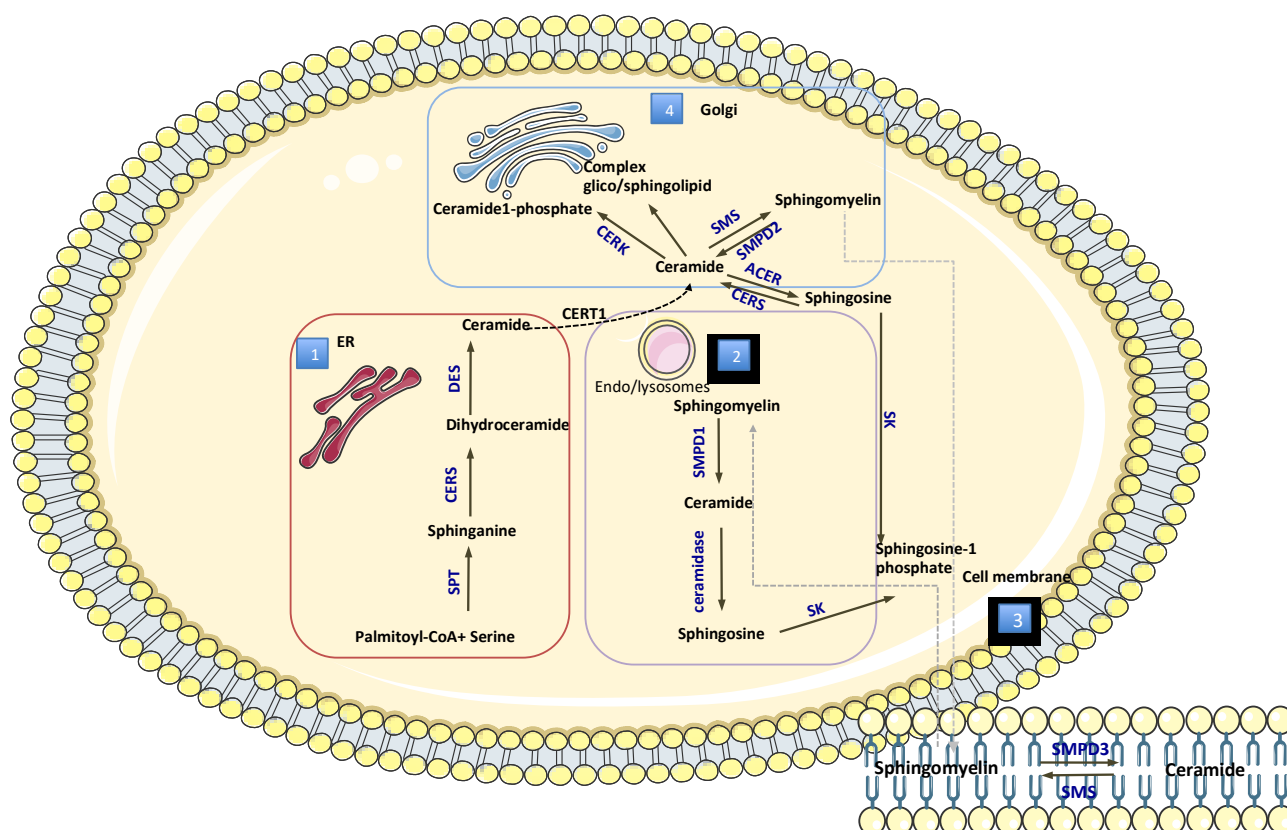 4
Golgi
Complex
glico/sphingolipid
Ceramide1-phosphate
Sphingomyelin
SMS
SMPD2
CERK
Ceramide
ACER
CERS
Sphingosine
CERT1
1
ER
Ceramide
DES
Dihydroceramide
CERS
Sphinganine
SPT
Palmitoyl-CoA+ Serine
2
Endo/lysosomes
Sphingomyelin
SMPD1
Ceramide
ceramidase
Sphingosine
SK
SK
Sphingosine-1
phosphate
Cell membrane
3
Sphingomyelin
SMPD3
SMS
Ceramide